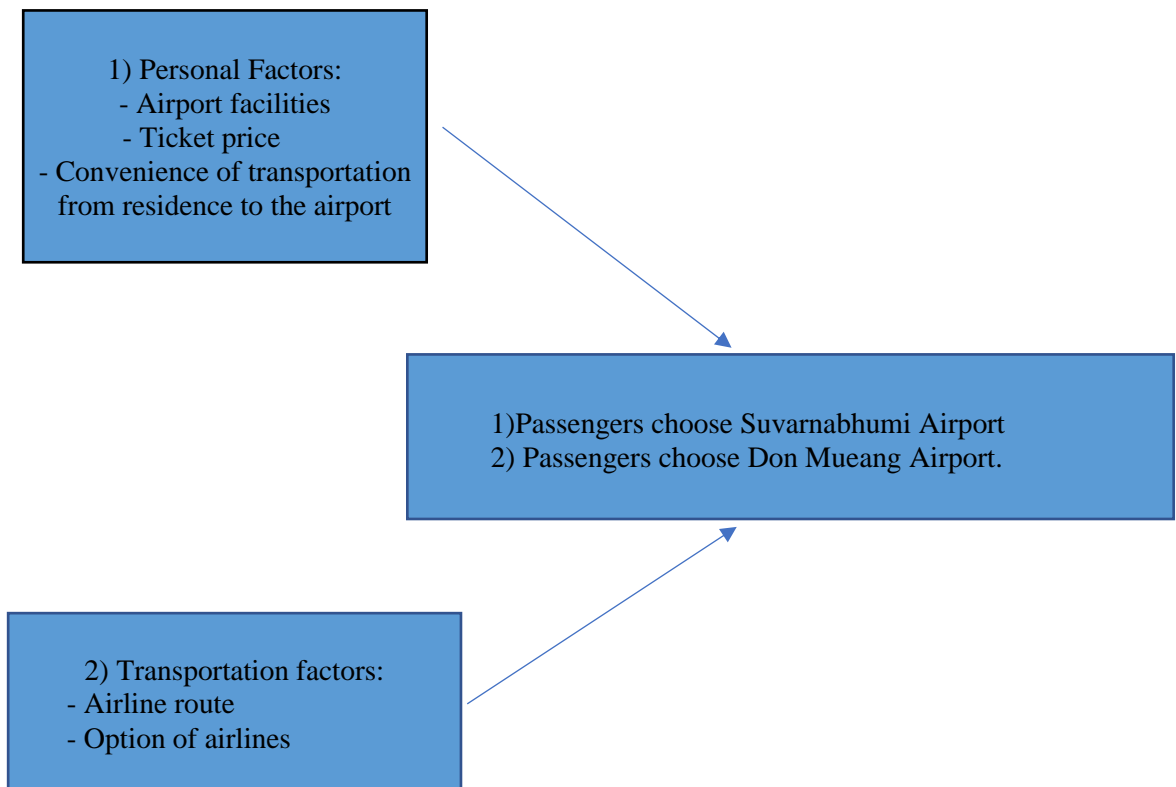 1) Personal Factors:
- Airport facilities
- Ticket price
- Convenience of transportation
from residence to the airport
1)Passengers choose Suvarnabhumi Airport
2) Passengers choose Don Mueang Airport.
2) Transportation factors:
- Airline route
- Option of airlines